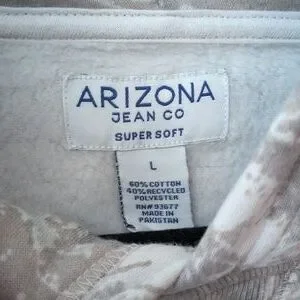 ARIZONA
JEAN CO
SUPER SOFT
L
60% COTTON
40% RECYCLED
POLYESTER
RN# 93677
MADE IN
PAKISTAN